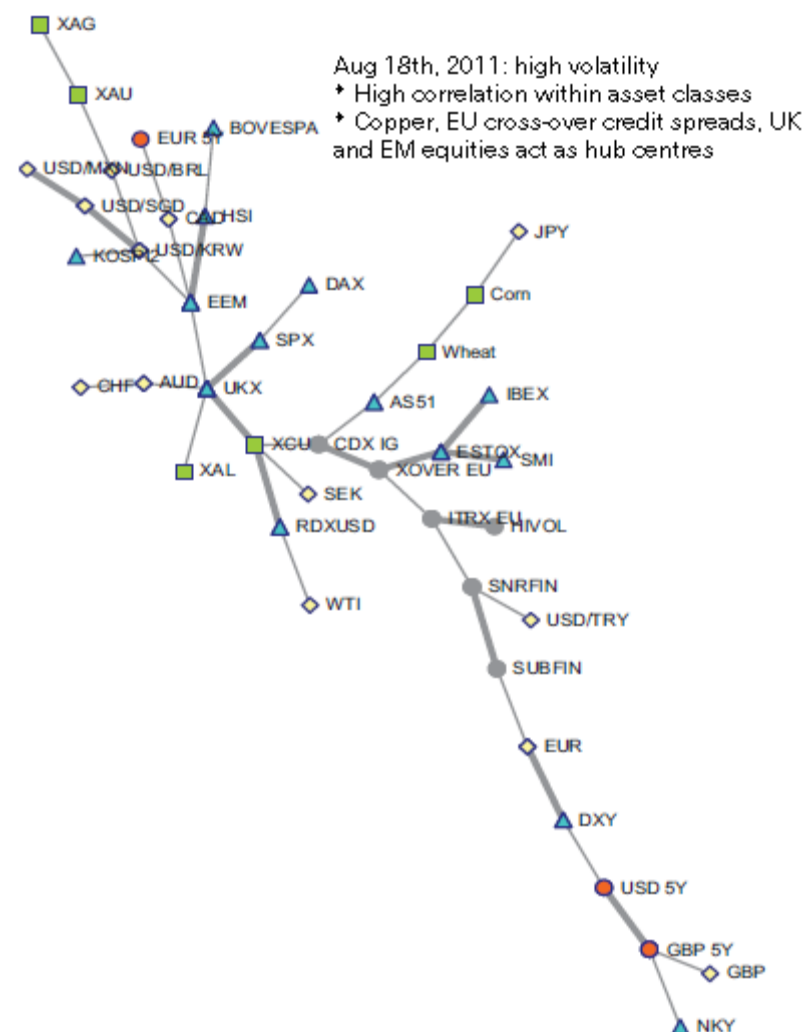 XAG
Aug 18th, 2011: high volatility
* High correlation within asset classes
* Copper, EU cross-over credit spreads, UK
and EM equities act as hub centres
XAU
BOVESPA
EUR 5Y
USD/MXN
USD/BRL
USD/SGD
CAD
HSI
JPY
KOSPI2
USD/KRW
DAX
Corn
EEM
SPX
Wheat
CHF
AUD
UKX
IBEX
AS51
XCU
CDX IG
ESTOX
SMI
XAL
XOVER EU
SEK
ITRX EU
HIVOL
RDXUSD
SNRFIN
WTI
USD/TRY
SUBFIN
EUR
DXY
USD 5Y
GBP 5Y
GBP
NKY